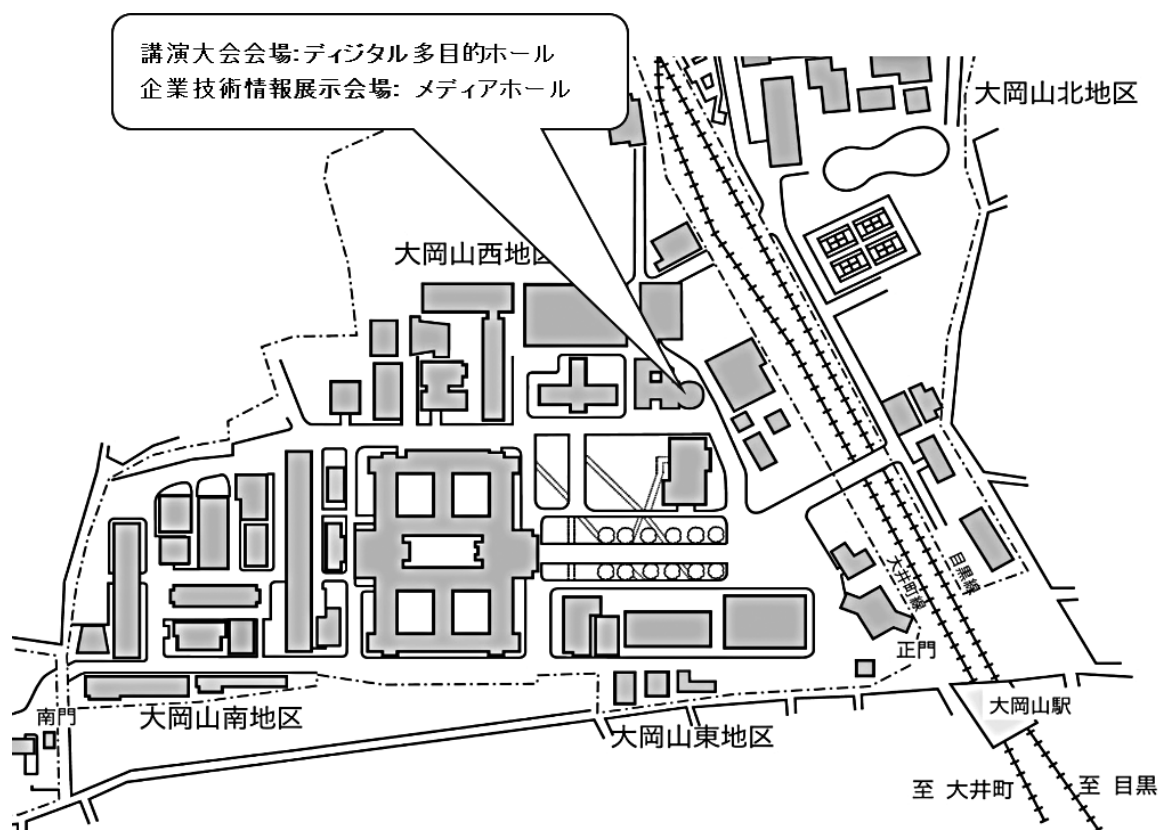 講演大会会場:ディジタル多目的ホール
企業技術情報展示会場: メディアホール
大岡山北地区
大岡山西地区
大井町線
目黒線
正門
大岡山駅
南門
大岡山南地区
大岡山東地区
至 大井町
至 目黒